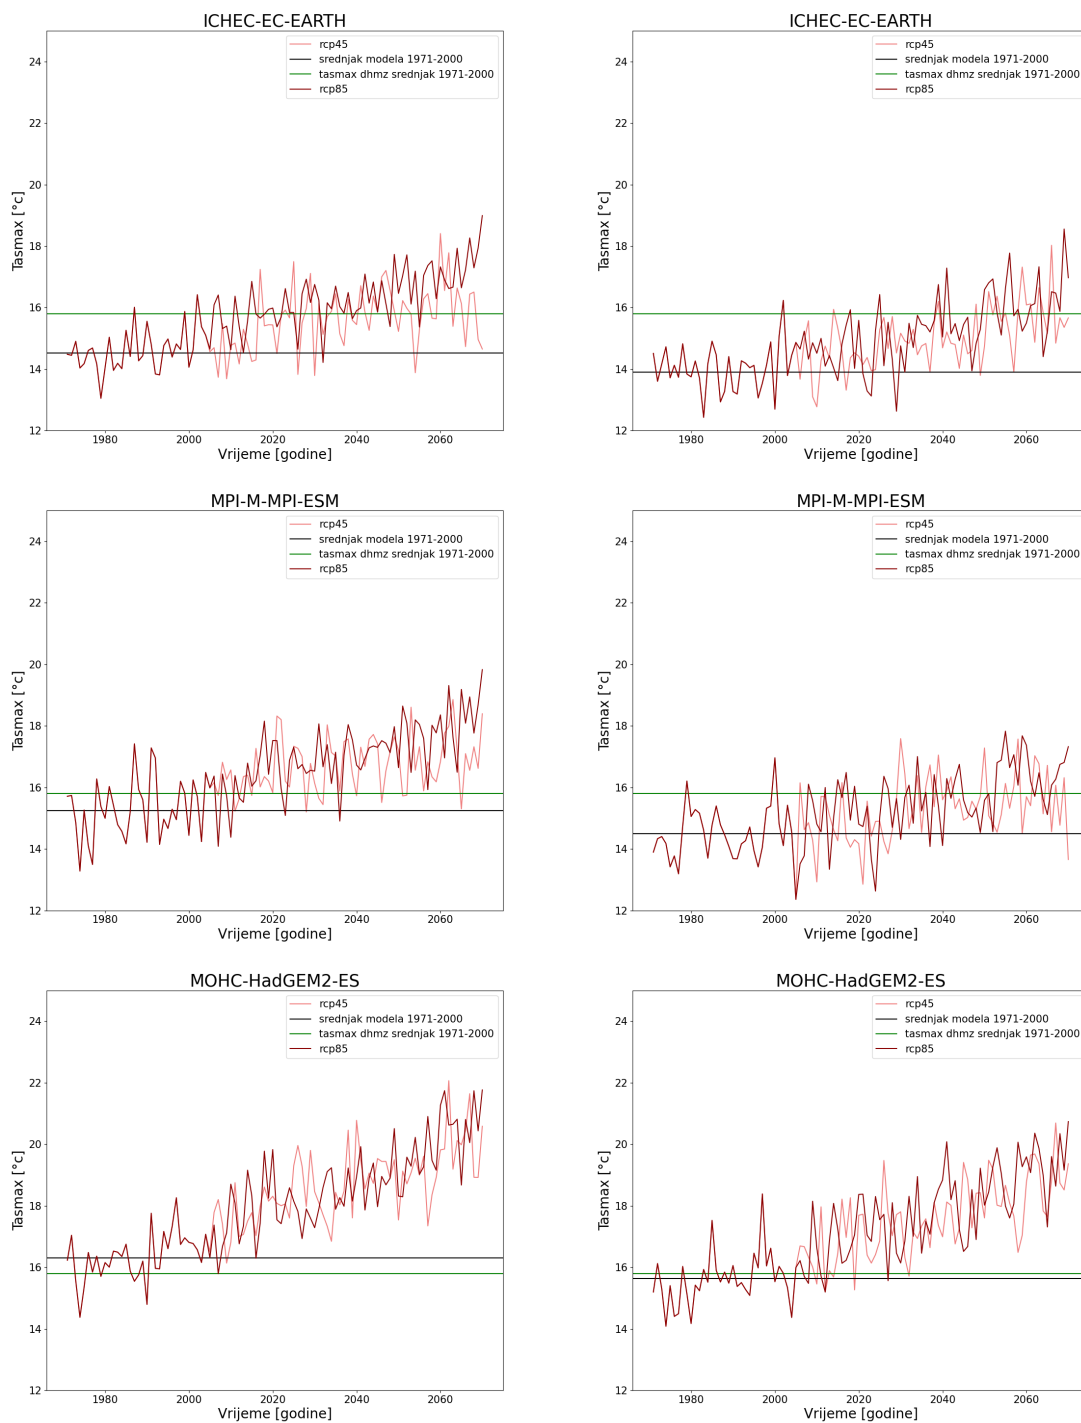 ICHEC-EC-EARTH
rcp45
srednjak modela 1971-2000
tasmax dhmz srednjak 1971-2000
rcp85
Tasmax [°c]
24
22
20
18
16
14
12
1980 2000 2020 2040 2060
Vrijeme [godine]
ICHEC-EC-EARTH
rcp45
srednjak modela 1971-2000
tasmax dhmz srednjak 1971-2000
rcp85
Tasmax [°c]
24
22
20
18
16
14
12
1980 2000 2020 2040 2060
Vrijeme [godine]
MPI-M-MPI-ESM
rcp45
srednjak modela 1971-2000
tasmax dhmz srednjak 1971-2000
rcp85
Tasmax [°c]
24
22
20
18
16
14
12
1980 2000 2020 2040 2060
Vrijeme [godine]
MPI-M-MPI-ESM
rcp45
srednjak modela 1971-2000
tasmax dhmz srednjak 1971-2000
rcp85
Tasmax [°c]
24
22
20
18
16
14
12
1980 2000 2020 2040 2060
Vrijeme [godine]
MOHC-HadGEM2-ES
rcp45
srednjak modela 1971-2000
tasmax dhmz srednjak 1971-2000
rcp85
Tasmax [°c]
24
22
20
18
16
14
12
1980 2000 2020 2040 2060
Vrijeme [godine]
MOHC-HadGEM2-ES
rcp45
srednjak modela 1971-2000
tasmax dhmz srednjak 1971-2000
rcp85
Tasmax [°c]
24
22
20
18
16
14
12
1980 2000 2020 2040 2060
Vrijeme [godine]